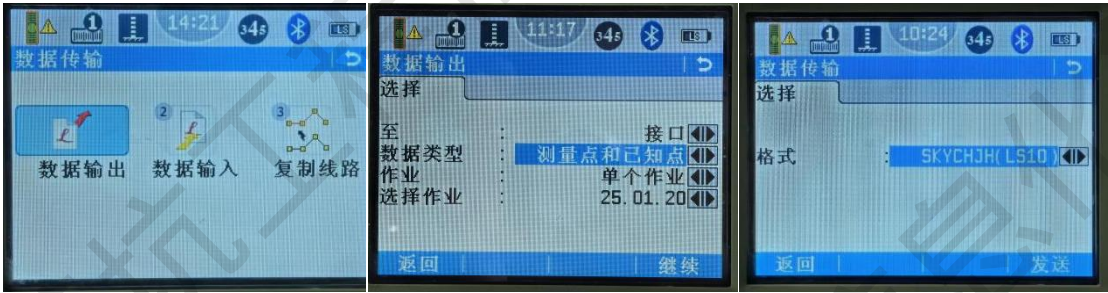 14:21
345
LS
数据传输
数据输出
2
数据输入
3
复制线路
11:17
345
LS
数据输出
选择
至 : 接口
数据类型 : 测量点和已知点
作业 : 单个作业
选择作业 : 25.01.20
返回 继续
10:24
345
LS
数据传输
选择
格式 : SKYCHJH(LS10)
返回 发送